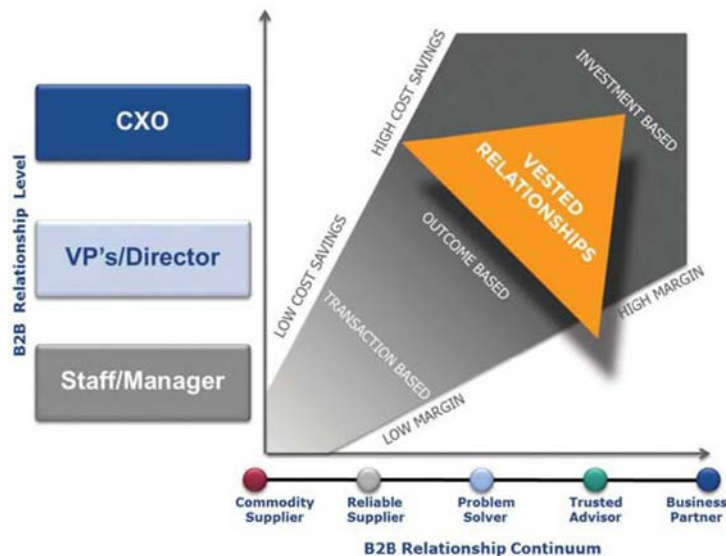 B2B Relationship Level
CXO
VP's/Director
Staff/Manager
HIGH COST SAVINGS
LOW COST SAVINGS
INVESTMENT BASED
VESTED
RELATIONSHIPS
OUTCOME BASED
TRANSACTION BASED
HIGH MARGIN
LOW MARGIN
Commodity
Supplier
Reliable
Supplier
Problem
Solver
Trusted
Advisor
Business
Partner
B2B Relationship Continuum